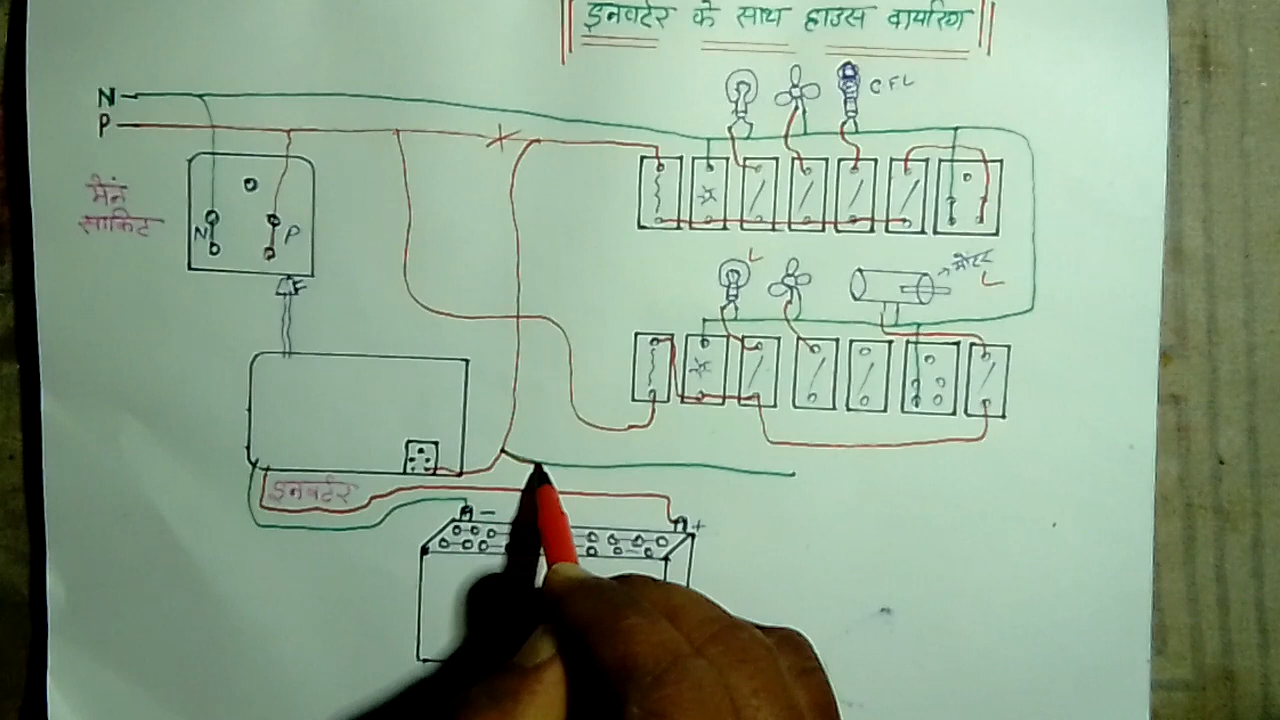 इनवर्टर के साथ हाउस वायरिंग
CFL
N
P
मेनं
साकिट
N P
L
मोटर
L
इनवर्टर
- +